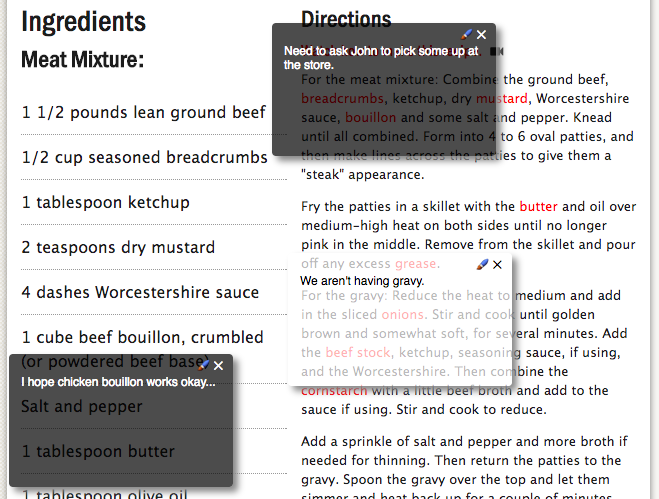 Ingredients
Meat Mixture:
1 1/2 pounds lean ground beef
1/2 cup seasoned breadcrumbs
1 tablespoon ketchup
2 teaspoons dry mustard
4 dashes Worcestershire sauce
1 cube beef bouillon, crumbled
(or powdered beef base)
I hope chicken bouillon works okay...
Salt and pepper
1 tablespoon butter
1 tablespoon olive oil
Directions
Need to ask John to pick some up at
the store.
For the meat mixture: Combine the ground beef,
breadcrumbs, ketchup, dry mustard, Worcestershire
sauce, bouillon and some salt and pepper. Knead
until all combined. Form into 4 to 6 oval patties, and
then make lines across the patties to give them a
"steak" appearance.
Fry the patties in a skillet with the butter and oil over
medium-high heat on both sides until no longer
pink in the middle. Remove from the skillet and pour
off any excess grease.
We aren't having gravy.
For the gravy: Reduce the heat to medium and add
in the sliced onions. Stir and cook until golden
brown and somewhat soft, for several minutes. Add
the beef stock, ketchup, seasoning sauce, if using,
and the Worcestershire. Then combine the
cornstarch with a little beef broth and add to the
sauce if using. Stir and cook to reduce.
Add a sprinkle of salt and pepper and more broth if
needed for thinning. Then return the patties to the
gravy. Spoon the gravy over the top and let them
simmer and heat back up for a couple of minutes